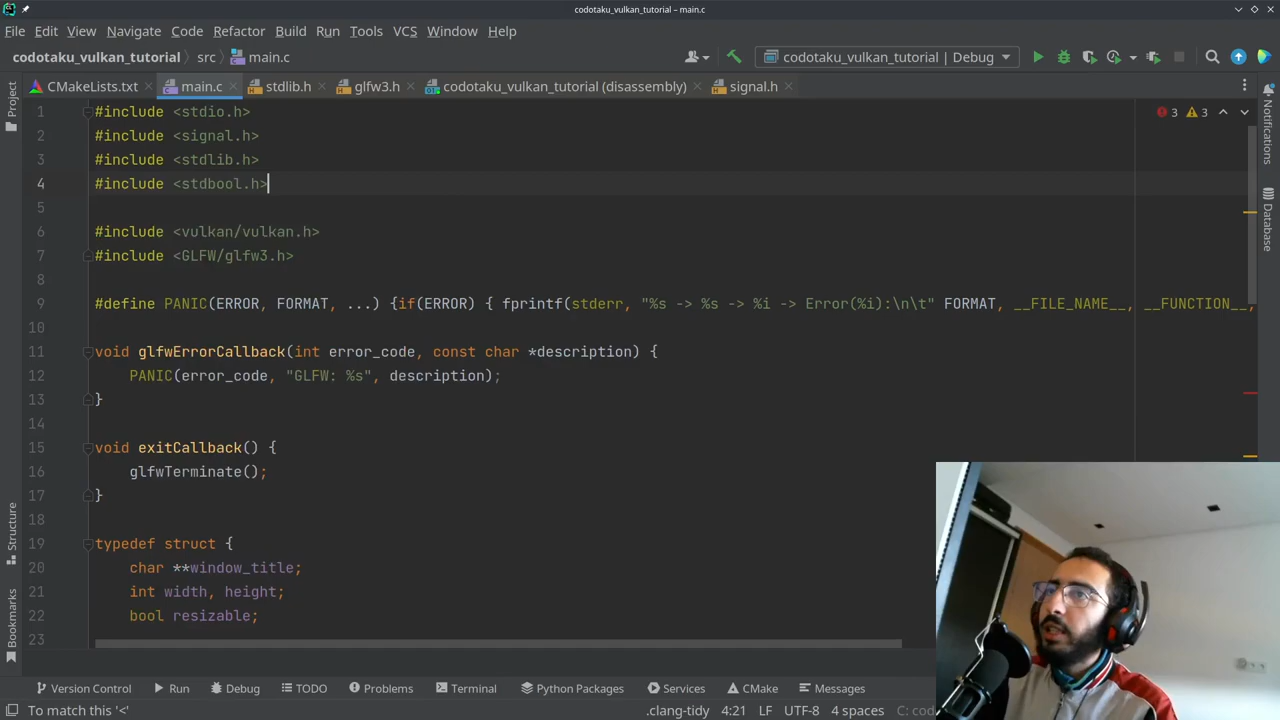 codotaku_vulkan_tutorial – main.c
File Edit View Navigate Code Refactor Build Run Tools VCS Window Help
codotaku_vulkan_tutorial src main.c codotaku_vulkan_tutorial | Debug
CMakeLists.txt main.c stdlib.h glfw3.h codotaku_vulkan_tutorial (disassembly) signal.h
Project
Structure
Bookmarks
Notifications
Database
3 3
1 #include <stdio.h>
2 #include <signal.h>
3 #include <stdlib.h>
4 #include <stdbool.h>
5
6 #include <vulkan/vulkan.h>
7 #include <GLFW/glfw3.h>
8
9 #define PANIC(ERROR, FORMAT, ...) {if(ERROR) { fprintf(stderr, "%s -> %s -> %i -> Error(%i):\n\t" FORMAT, __FILE_NAME__, __FUNCTION__,
10
11 void glfwErrorCallback(int error_code, const char *description) {
12 PANIC(error_code, "GLFW: %s", description);
13 }
14
15 void exitCallback() {
16 glfwTerminate();
17 }
18
19 typedef struct {
20 char **window_title;
21 int width, height;
22 bool resizable;
23
Version Control Run Debug TODO Problems Terminal Python Packages Services CMake Messages
To match this '<' .clang-tidy 4:21 LF UTF-8 4 spaces C: cod